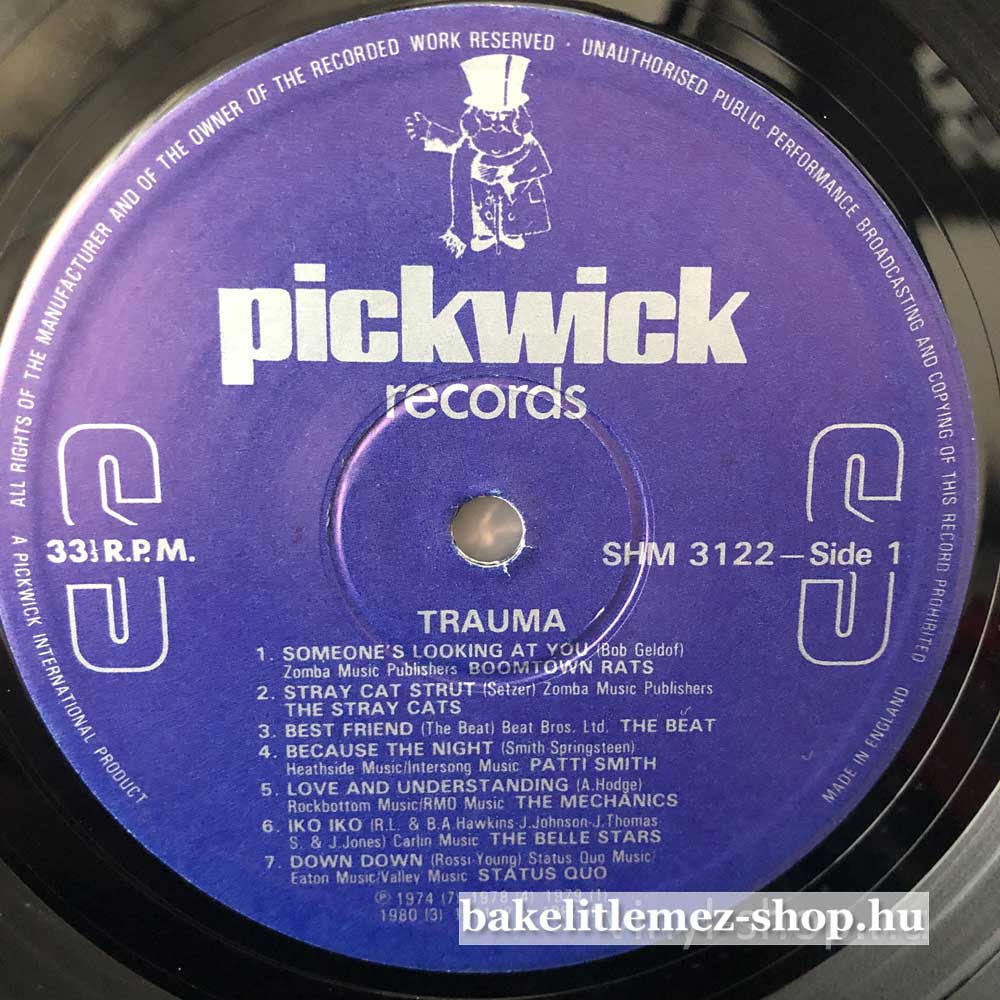 ALL RIGHTS OF THE MANUFACTURER AND OF THE OWNER OF THE RECORDED WORK RESERVED · UNAUTHORISED PUBLIC PERFORMANCE BROADCASTING AND COPYING OF THIS RECORD PROHIBITED
pickwick
records
33⅓ R.P.M.
SHM 3122 – Side 1
TRAUMA
1. SOMEONE'S LOOKING AT YOU (Bob Geldof)
Zomba Music Publishers BOOMTOWN RATS
2. STRAY CAT STRUT (Setzer) Zomba Music Publishers
THE STRAY CATS
3. BEST FRIEND (The Beat) Beat Bros. Ltd. THE BEAT
4. BECAUSE THE NIGHT (Smith-Springsteen)
Heathside Music/Intersong Music PATTI SMITH
5. LOVE AND UNDERSTANDING (A.Hodge)
Rockbottom Music/RMO Music THE MECHANICS
6. IKO IKO (R.L. & B.A.Hawkins-J.Johnson-J.Thomas-
S. & J.Jones) Carlin Music THE BELLE STARS
7. DOWN DOWN (Rossi-Young) Status Quo Music/
Eaton Music/Valley Music STATUS QUO
℗ 1974 (7) 1978 (4) 1979 (1)
1980 (3)
A PICKWICK INTERNATIONAL PRODUCT
MADE IN ENGLAND
bakelitlemez-shop.hu